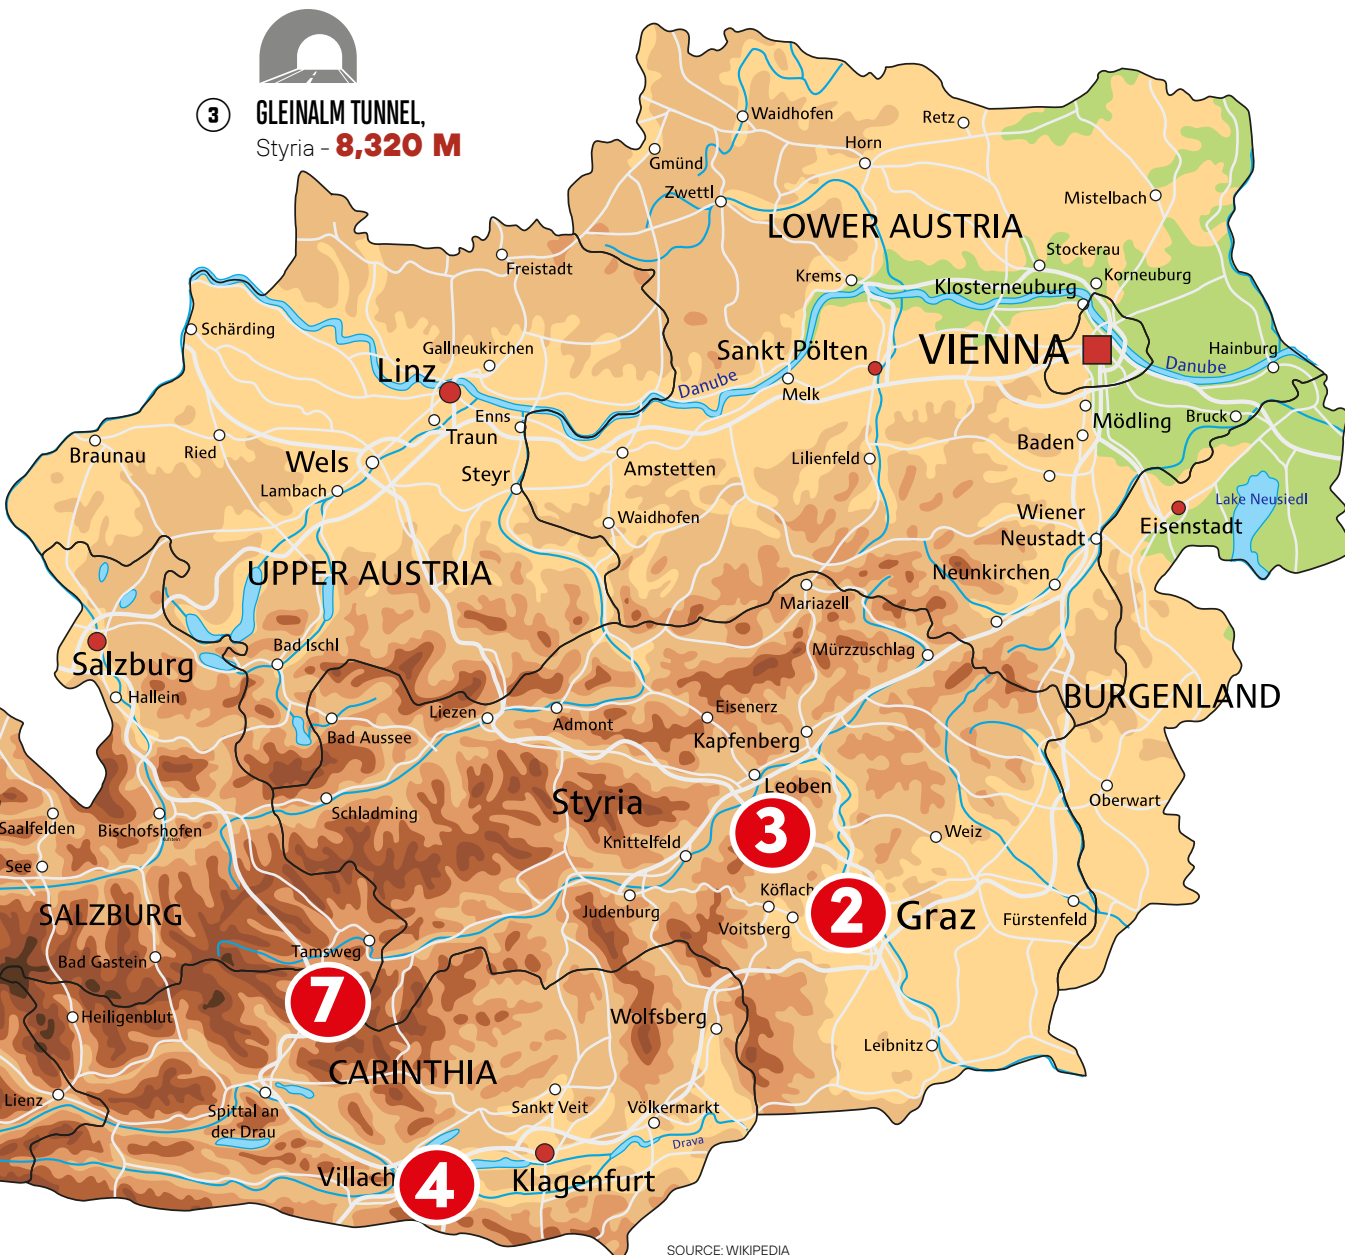 3 GLEINALM TUNNEL,
Styria - 8,320 M
Waidhofen
Retz
Horn
Gmünd
Zwettl
Mistelbach
LOWER AUSTRIA
Stockerau
Freistadt
Krems
Korneuburg
Klosterneuburg
Schärding
Gallneukirchen
Sankt Pölten
VIENNA
Hainburg
Danube
Linz
Danube
Melk
Enns
Mödling
Bruck
Traun
Baden
Braunau
Ried
Wels
Steyr
Amstetten
Lilienfeld
Lambach
Lake Neusiedl
Waidhofen
Wiener
Neustadt
Eisenstadt
UPPER AUSTRIA
Neunkirchen
Mariazell
Bad Ischl
Mürzzuschlag
Salzburg
Hallein
BURGENLAND
Liezen
Eisenerz
Admont
Bad Aussee
Kapfenberg
Leoben
Styria
Oberwart
Schladming
Saalfelden
Bischofshofen
Kufstein
3
Weiz
Knittelfeld
See
Köflach
2
SALZBURG
Judenburg
Voitsberg
Graz
Fürstenfeld
Tamsweg
Bad Gastein
7
Heiligenblut
Wolfsberg
Leibnitz
CARINTHIA
Lienz
Spittal an
der Drau
Sankt Veit
Völkermarkt
Drava
Villach
4
Klagenfurt
SOURCE: WIKIPEDIA